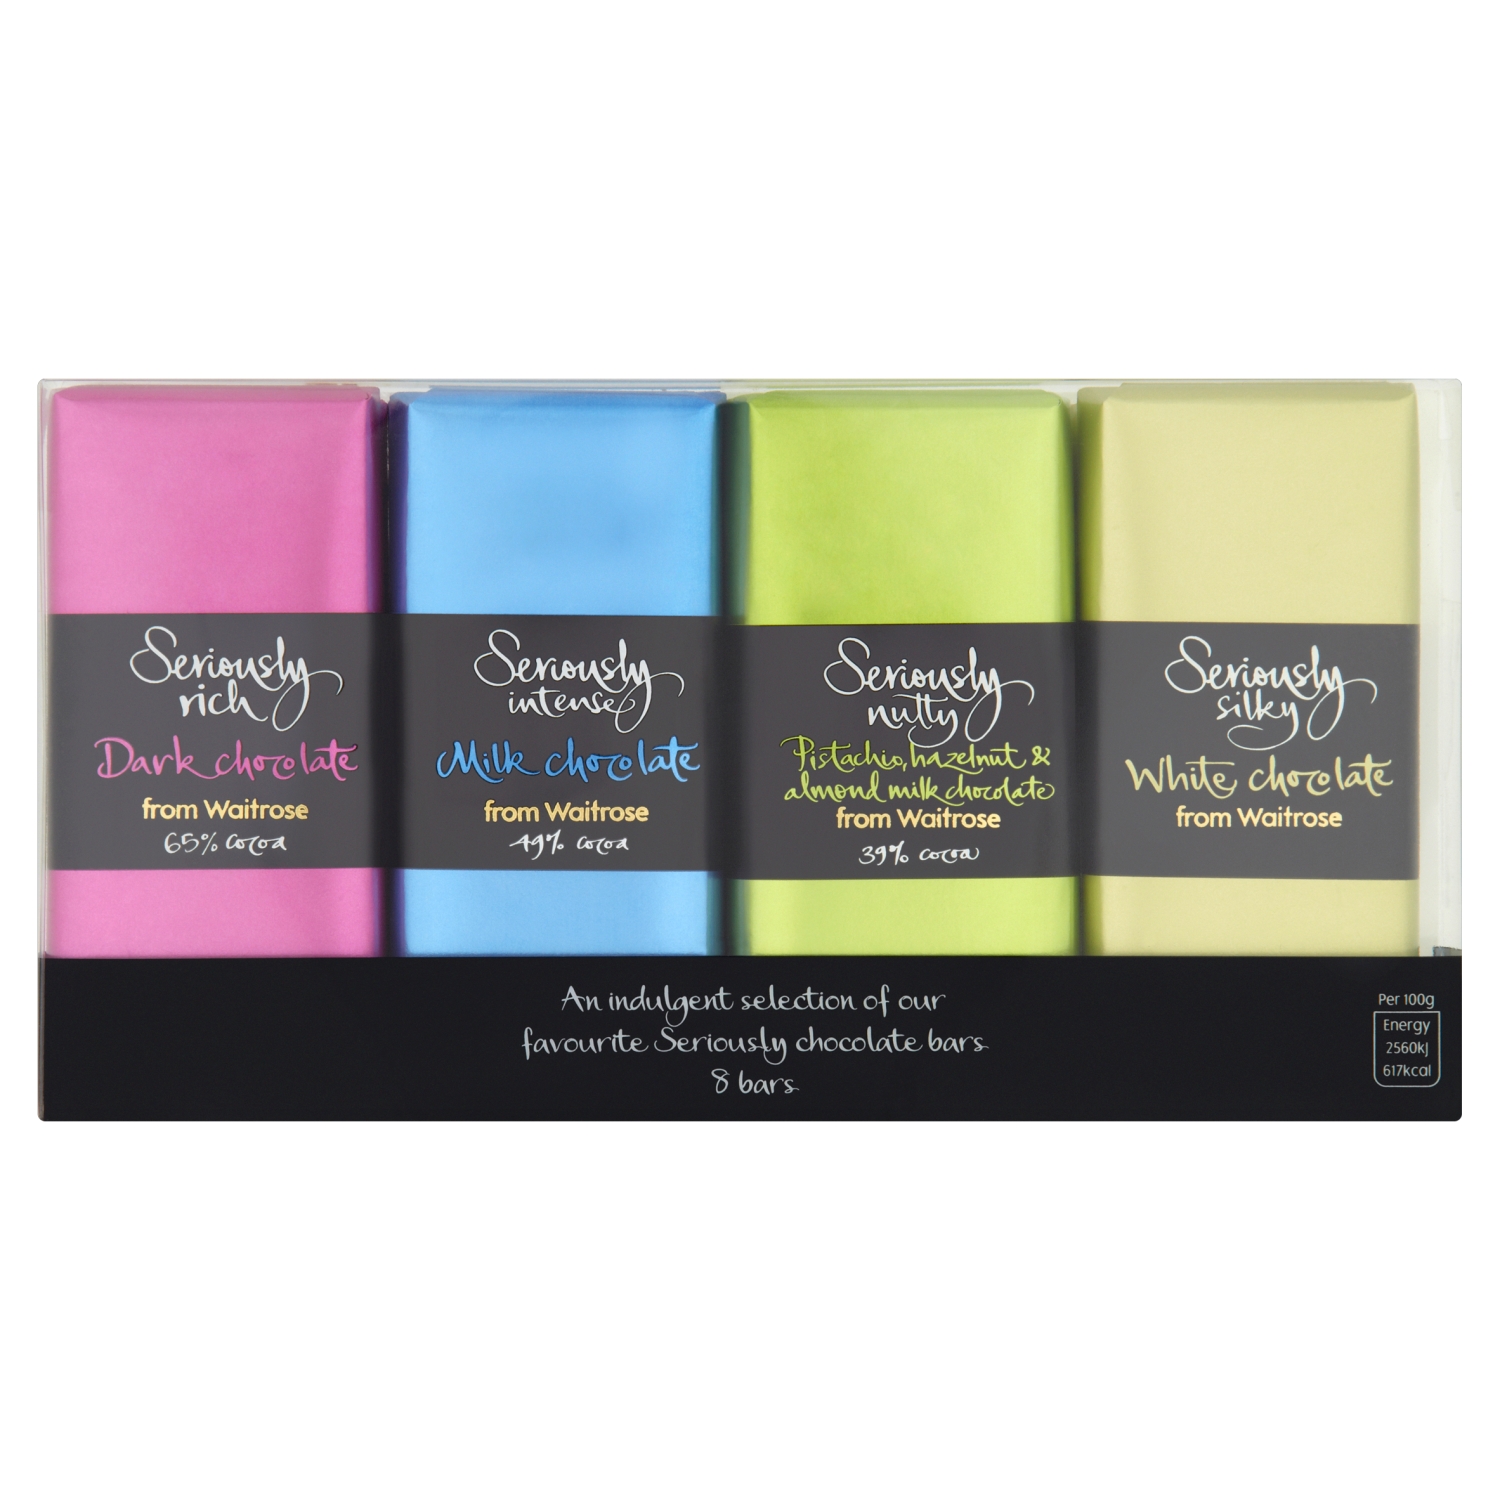 Seriously
rich
Dark chocolate
from Waitrose
65% cocoa
Seriously
intense
Milk chocolate
from Waitrose
49% cocoa
Seriously
nutty
Pistachio, hazelnut &
almond milk chocolate
from Waitrose
39% cocoa
Seriously
silky
White chocolate
from Waitrose
An indulgent selection of our
favourite Seriously chocolate bars
8 bars
Per 100g
Energy
2560kJ
617kcal